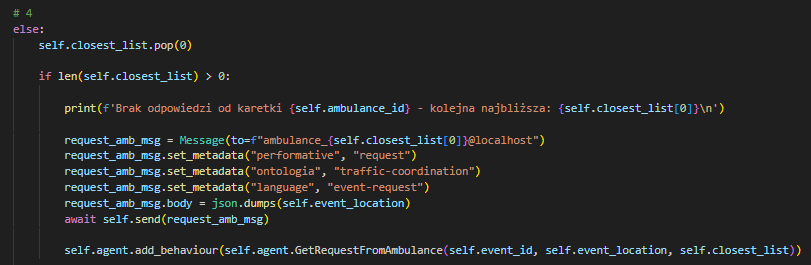 # 4
else:
self.closest_list.pop(0)
if len(self.closest_list) > 0:
print(f'Brak odpowiedzi od karetki {self.ambulance_id} - kolejna najbliższa: {self.closest_list[0]}\n')
request_amb_msg = Message(to=f"ambulance_{self.closest_list[0]}@localhost")
request_amb_msg.set_metadata("performative", "request")
request_amb_msg.set_metadata("ontologia", "traffic-coordination")
request_amb_msg.set_metadata("language", "event-request")
request_amb_msg.body = json.dumps(self.event_location)
await self.send(request_amb_msg)
self.agent.add_behaviour(self.agent.GetRequestFromAmbulance(self.event_id, self.event_location, self.closest_list))